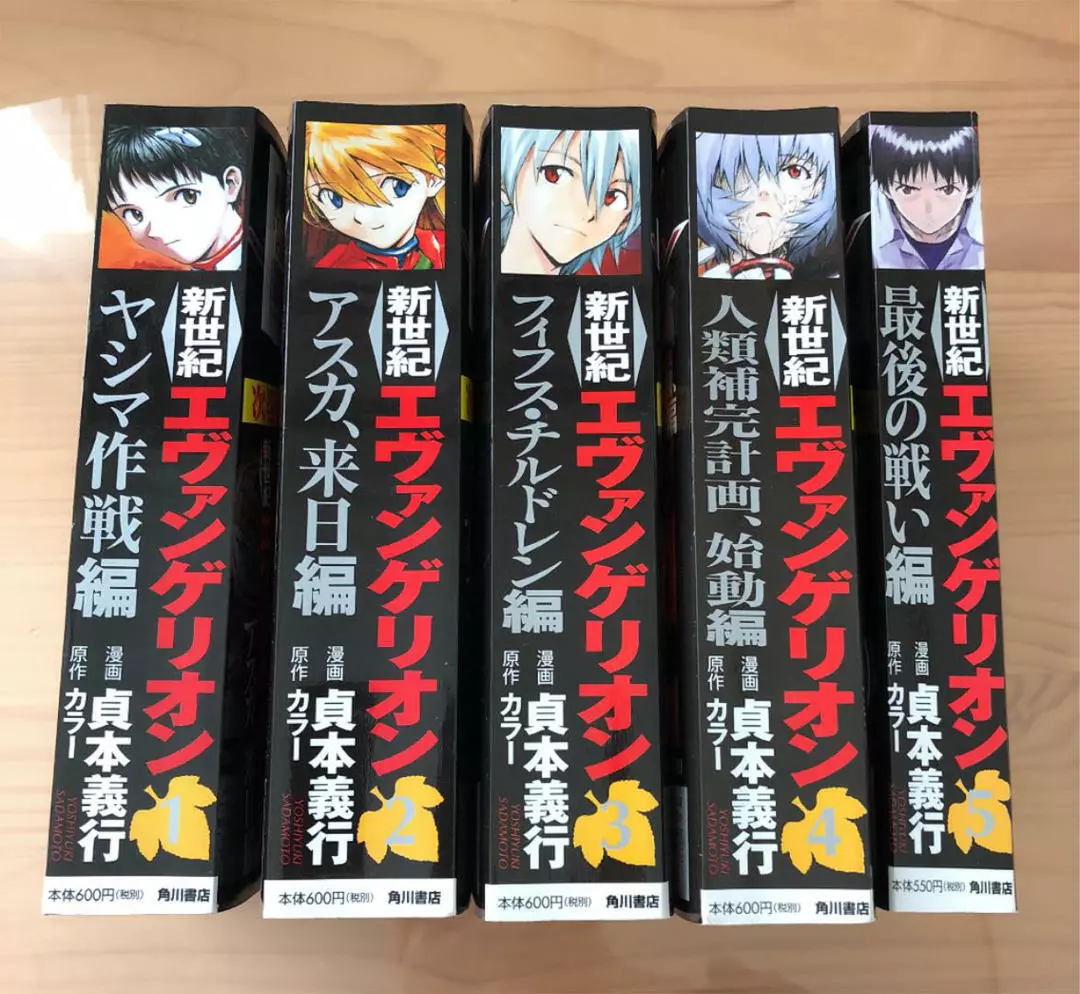 新世紀
エヴァンゲリオン
ヤシマ作戦編
漫画 貞本義行
原作 カラー
YOSHIYUKI
SADAMOTO
1
本体600円(税別) 角川書店
新世紀
エヴァンゲリオン
アスカ、来日編
漫画 貞本義行
原作 カラー
YOSHIYUKI
SADAMOTO
2
本体600円(税別) 角川書店
新世紀
エヴァンゲリオン
フィフス・チルドレン編
漫画 貞本義行
原作 カラー
YOSHIYUKI
SADAMOTO
3
本体600円(税別) 角川書店
新世紀
エヴァンゲリオン
人類補完計画、始動編
漫画 貞本義行
原作 カラー
YOSHIYUKI
SADAMOTO
4
本体600円(税別) 角川書店
新世紀
エヴァンゲリオン
最後の戦い編
漫画 貞本義行
原作 カラー
YOSHIYUKI
SADAMOTO
5
本体550円(税別) 角川書店